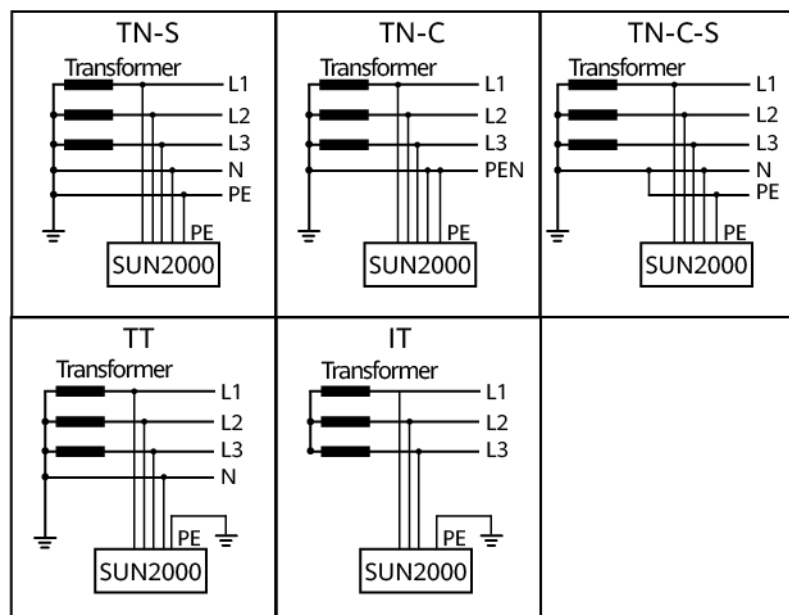 TN-S
Transformer
L1
L2
L3
N
PE
PE
SUN2000
TN-C
Transformer
L1
L2
L3
PEN
PE
SUN2000
TN-C-S
Transformer
L1
L2
L3
N
PE
PE
SUN2000
TT
Transformer
L1
L2
L3
N
PE
SUN2000
IT
Transformer
L1
L2
L3
PE
SUN2000